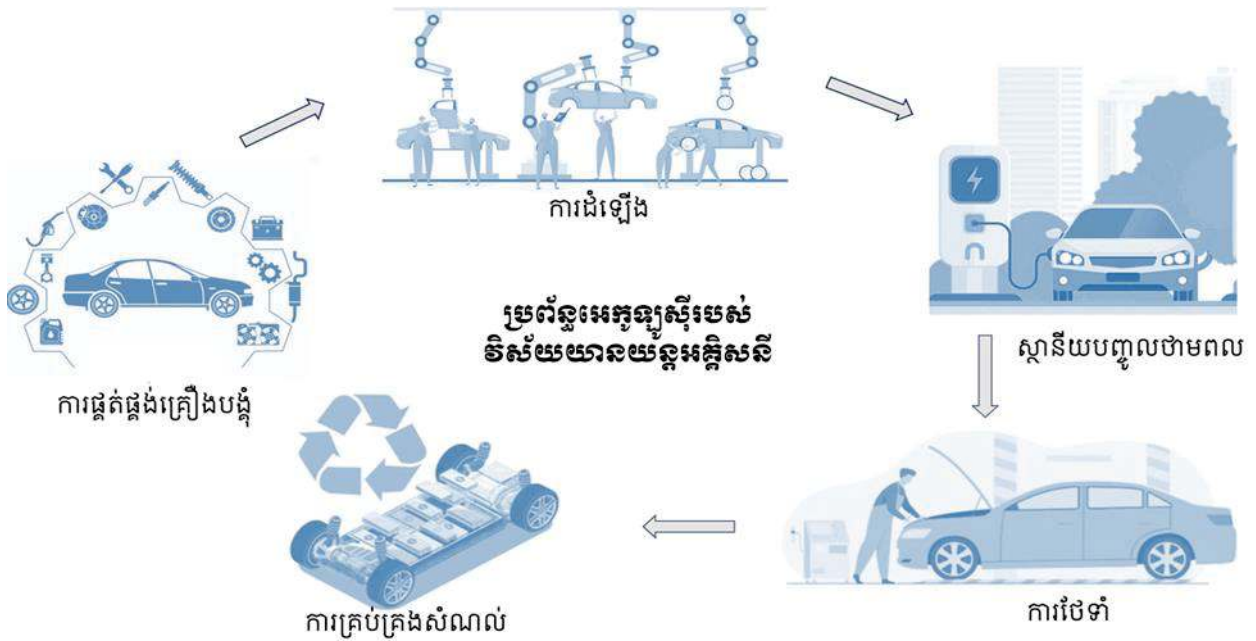 ការដំឡើង
ប្រព័ន្ធអេកូឡូស៊ីរបស់
វិស័យយានយន្តអគ្គិសនី
ស្ថានីយបញ្ចូលថាមពល
ការផ្គត់ផ្គង់គ្រឿងបង្គុំ
ការគ្រប់គ្រងសំណល់
ការថែទាំ